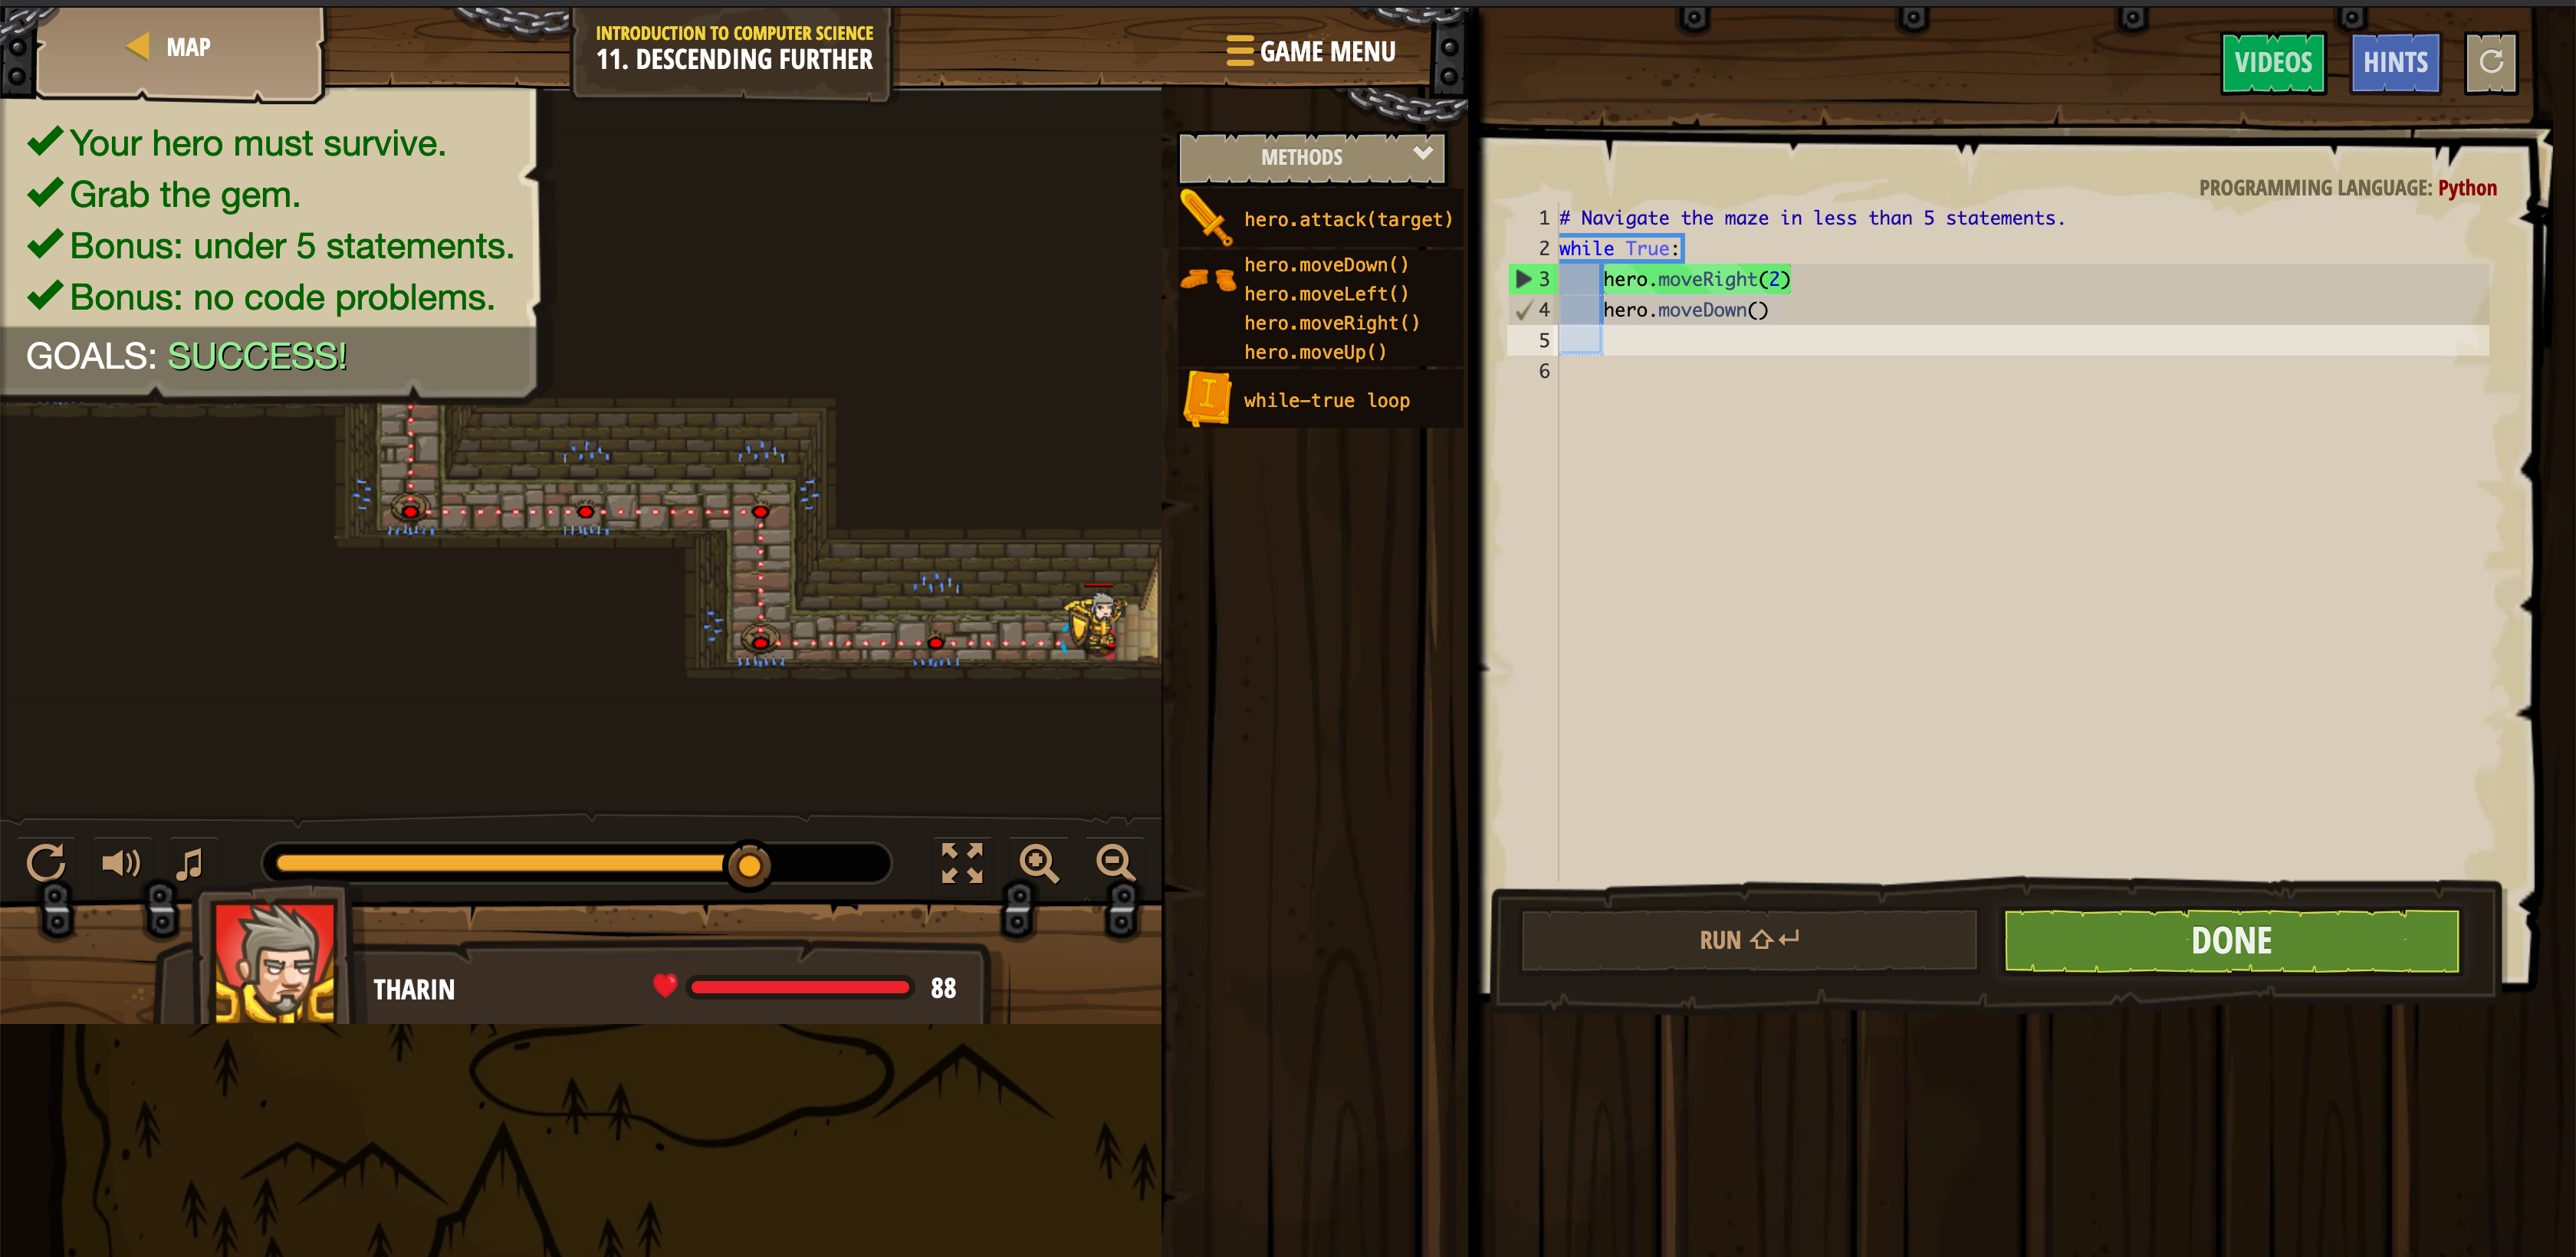 MAP
INTRODUCTION TO COMPUTER SCIENCE
11. DESCENDING FURTHER
GAME MENU
VIDEOS
HINTS
Your hero must survive.
Grab the gem.
Bonus: under 5 statements.
Bonus: no code problems.
GOALS: SUCCESS!
METHODS
hero.attack(target)
hero.moveDown()
hero.moveLeft()
hero.moveRight()
hero.moveUp()
while-true loop
PROGRAMMING LANGUAGE: Python
1 # Navigate the maze in less than 5 statements.
2 while True:
3 hero.moveRight(2)
4 hero.moveDown()
5
6
RUN ⇧↵
DONE
THARIN
88